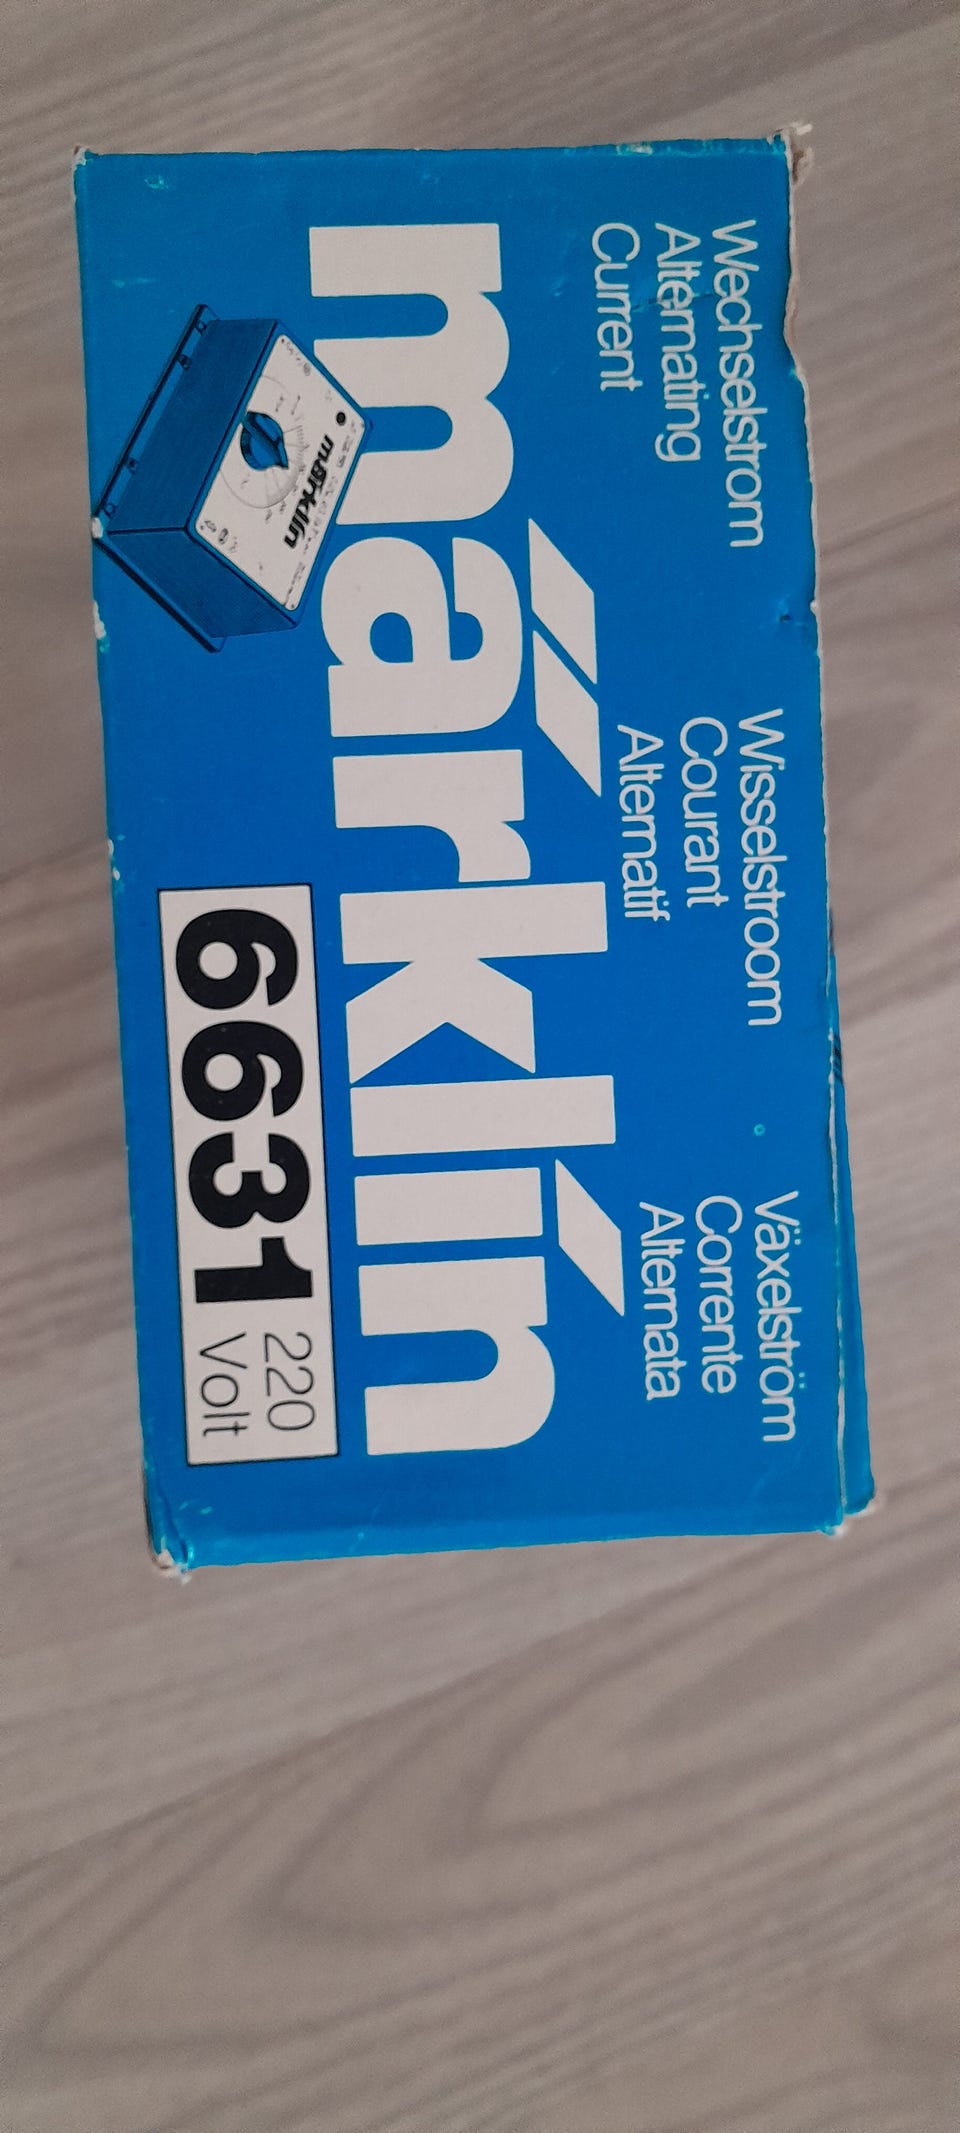 Wechselstrom
Alternating
Current
Wisselstroom
Courant
Alternatif
Växelström
Corrente
Alternata
märklin
märklin
6631
220
Volt